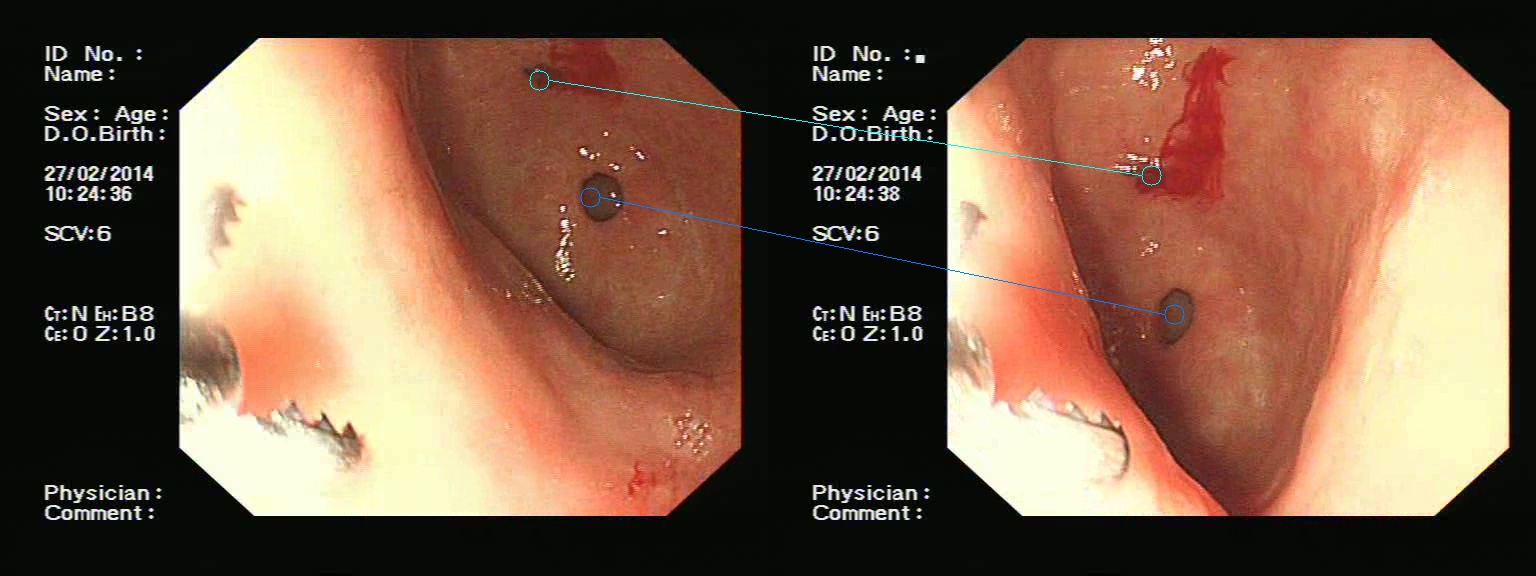 ID No. :
Name:
Sex: Age:
D.O.Birth:
27/02/2014
10:24:36
SCV:6
CT:N EH:B8
CE:0 Z:1.0
Physician:
Comment:
ID No. :
Name:
Sex: Age:
D.O.Birth:
27/02/2014
10:24:38
SCV:6
CT:N EH:B8
CE:0 Z:1.0
Physician:
Comment: